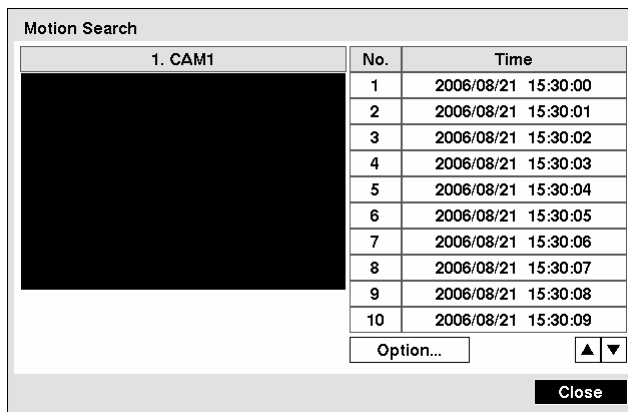 Motion Search
1. CAM1
No. Time
1 2006/08/21 15:30:00
2 2006/08/21 15:30:01
3 2006/08/21 15:30:02
4 2006/08/21 15:30:03
5 2006/08/21 15:30:04
6 2006/08/21 15:30:05
7 2006/08/21 15:30:06
8 2006/08/21 15:30:07
9 2006/08/21 15:30:08
10 2006/08/21 15:30:09
Option...
Close